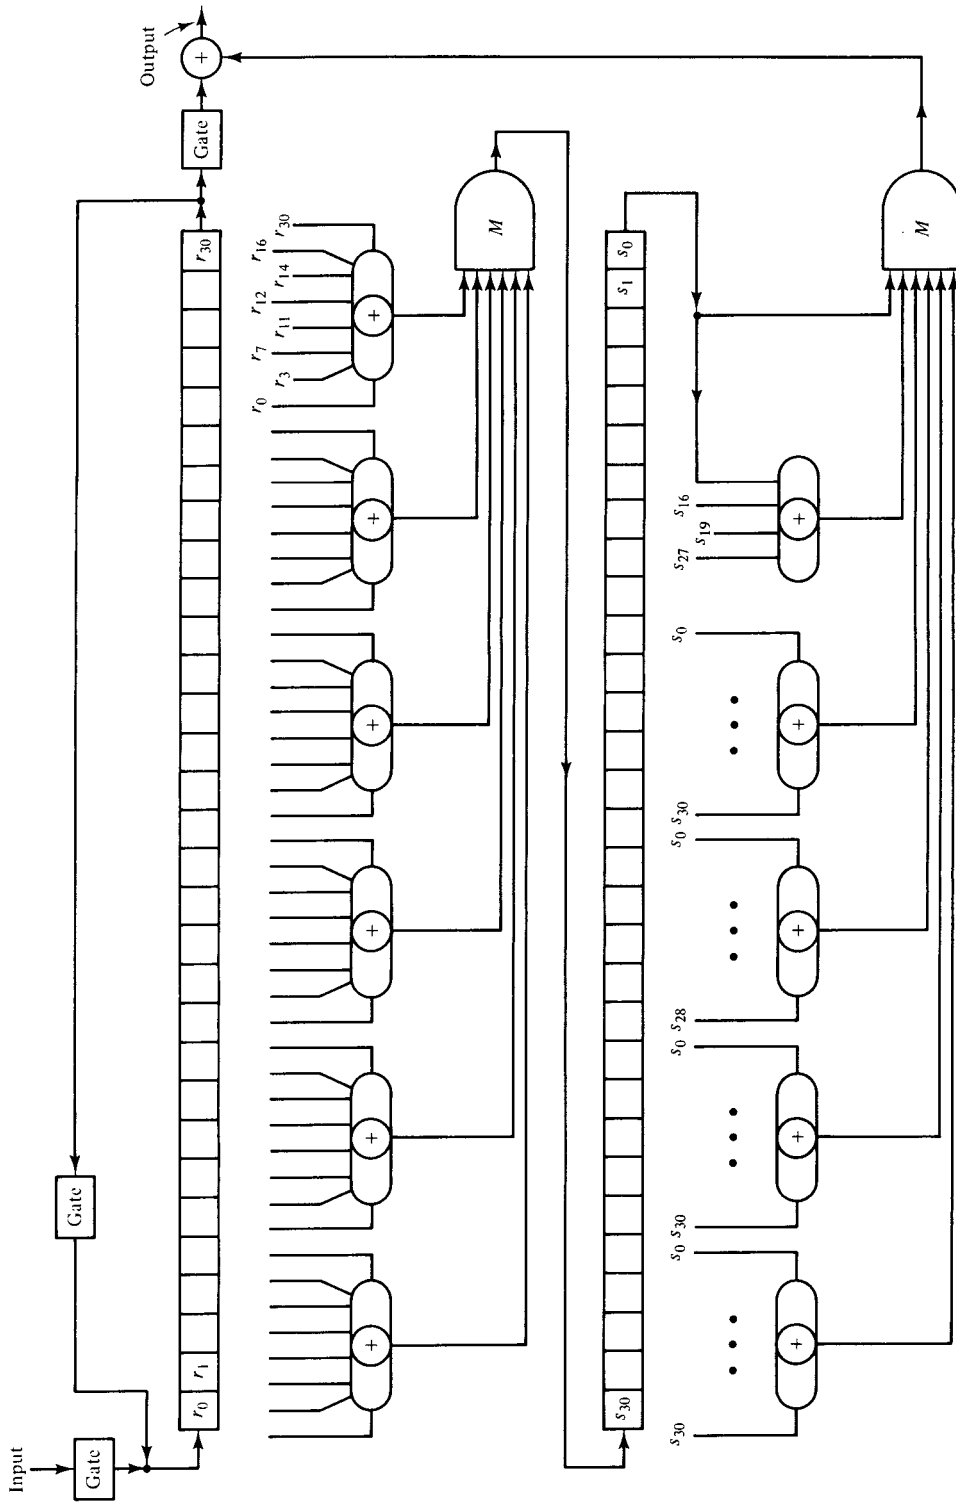 Input
Gate
Gate
r0 r1 r30
Gate
+
Output
+ + + + + +
r0 r3 r7 r11 r12 r14 r16 r30
M
s30 s1 s0
s30 s0 s30 s0 s28 s0 s30 s0 s27 s19 s16
+ + + + +
M